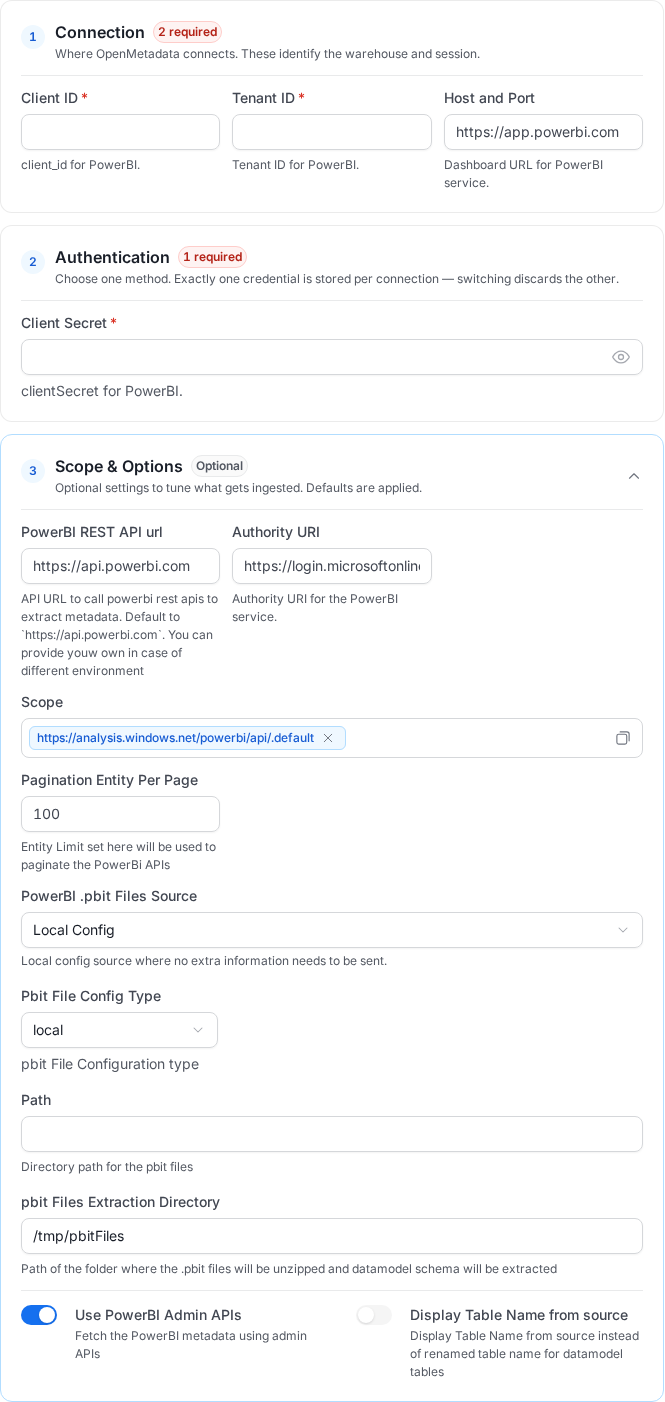 1
Connection
2 required
Where OpenMetadata connects. These identify the warehouse and session.
Client ID *
Tenant ID *
Host and Port
https://app.powerbi.com
client_id for PowerBI.
Tenant ID for PowerBI.
Dashboard URL for PowerBI
service.
2
Authentication
1 required
Choose one method. Exactly one credential is stored per connection — switching discards the other.
Client Secret *
clientSecret for PowerBI.
3
Scope & Options
Optional
Optional settings to tune what gets ingested. Defaults are applied.
PowerBI REST API url
Authority URI
https://api.powerbi.com
https://login.microsoftonline
API URL to call powerbi rest apis to
extract metadata. Default to
`https://api.powerbi.com`. You can
provide youw own in case of
different environment
Authority URI for the PowerBI
service.
Scope
https://analysis.windows.net/powerbi/api/.default
Pagination Entity Per Page
100
Entity Limit set here will be used to
paginate the PowerBi APIs
PowerBI .pbit Files Source
Local Config
Local config source where no extra information needs to be sent.
Pbit File Config Type
local
pbit File Configuration type
Path
Directory path for the pbit files
pbit Files Extraction Directory
/tmp/pbitFiles
Path of the folder where the .pbit files will be unzipped and datamodel schema will be extracted
Use PowerBI Admin APIs
Fetch the PowerBI metadata using admin
APIs
Display Table Name from source
Display Table Name from source instead
of renamed table name for datamodel
tables